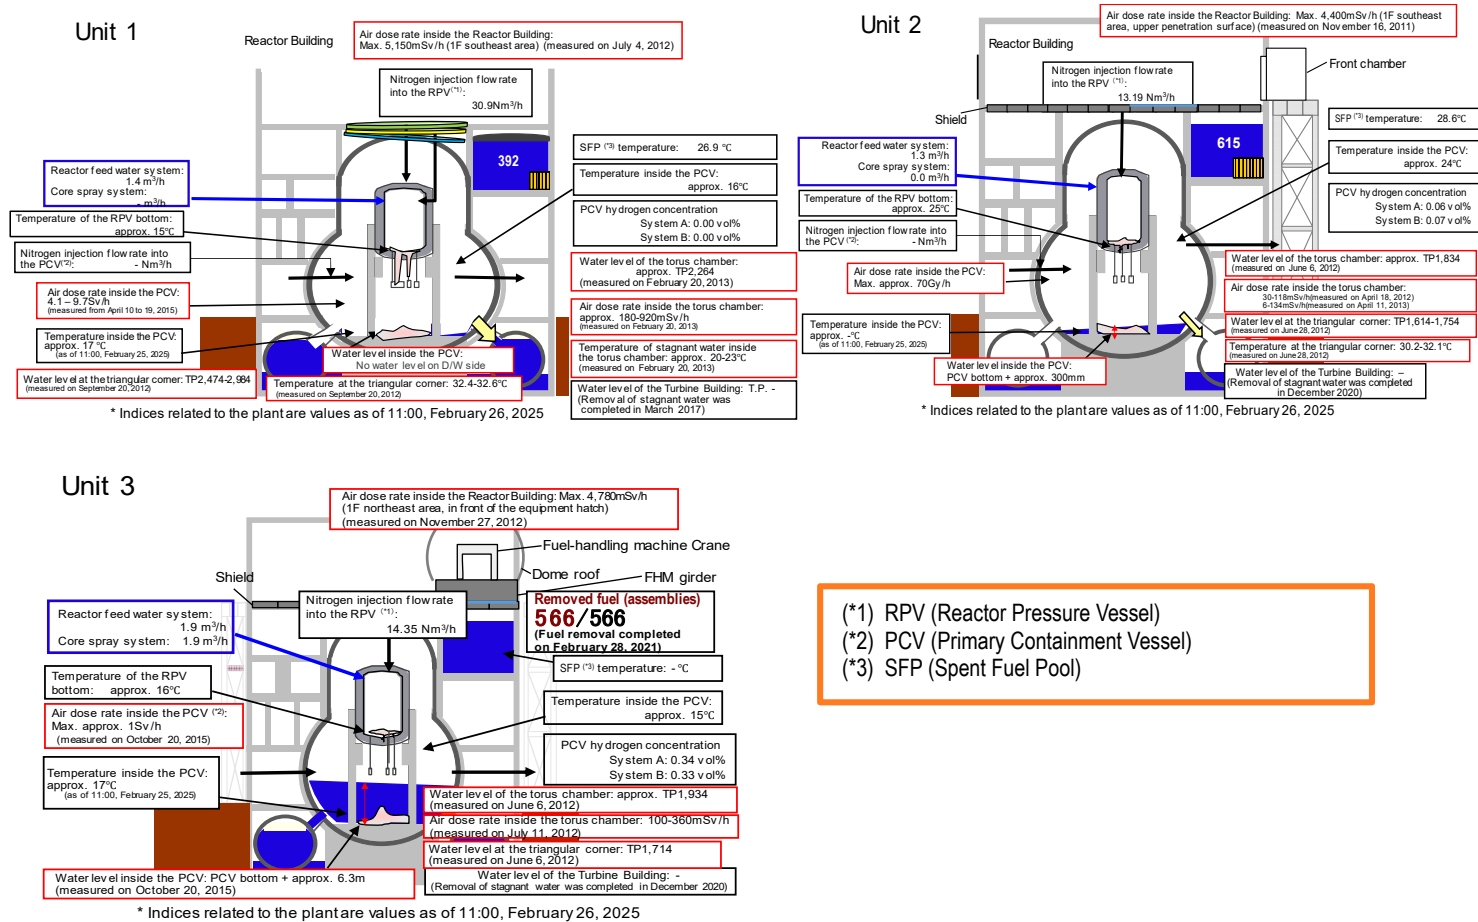 Unit 1
Reactor Building
Air dose rate inside the Reactor Building:
Max. 5,150mSv/h (1F southeast area) (measured on July 4, 2012)
Nitrogen injection flow rate
into the RPV(*1):
30.9Nm3/h
392
SFP (*3) temperature: 26.9 ℃
Reactor feed water system:
1.4 m3/h
Core spray system:
- m3/h
Temperature inside the PCV:
approx. 16℃
Temperature of the RPV bottom:
approx. 15℃
PCV hydrogen concentration
System A: 0.00 vol%
System B: 0.00 vol%
Nitrogen injection flow rate into
the PCV(*2): - Nm3/h
Water level of the torus chamber:
approx. TP2,264
(measured on February 20, 2013)
Air dose rate inside the PCV:
4.1 – 9.7Sv/h
(measured from April 10 to 19, 2015)
Air dose rate inside the torus chamber:
approx. 180-920mSv/h
(measured on February 20, 2013)
Temperature inside the PCV:
approx. 17℃
(as of 11:00, February 25, 2025)
Temperature of stagnant water inside
the torus chamber: approx. 20-23℃
(measured on February 20, 2013)
Water level inside the PCV:
No water level on D/W side
Water level at the triangular corner: TP2,474-2,984
(measured on September 20, 2012)
Temperature at the triangular corner: 32.4-32.6℃
(measured on September 20, 2012)
Water level of the Turbine Building: T.P. -
(Removal of stagnant water was
completed in March 2017)
* Indices related to the plant are values as of 11:00, February 26, 2025
Unit 2
Air dose rate inside the Reactor Building: Max. 4,400mSv/h (1F southeast
area, upper penetration surface) (measured on November 16, 2011)
Reactor Building
Nitrogen injection flow rate
into the RPV(*1):
13.19 Nm3/h
Front chamber
Shield
615
SFP (*3) temperature: 28.6℃
Reactor feed water system:
1.3 m3/h
Core spray system:
0.0 m3/h
Temperature inside the PCV:
approx. 24℃
Temperature of the RPV bottom:
approx. 25℃
PCV hydrogen concentration
System A: 0.06 vol%
System B: 0.07 vol%
Nitrogen injection flow rate into
the PCV(*2): - Nm3/h
Water level of the torus chamber: approx. TP1,834
(measured on June 6, 2012)
Air dose rate inside the PCV:
Max. approx. 70Gy/h
Air dose rate inside the torus chamber:
30-118mSv/h(measured on April 18, 2012)
6-134mSv/h(measured on April 11, 2013)
Temperature inside the PCV:
approx. -℃
(as of 11:00, February 25, 2025)
Water level at the triangular corner: TP1,614-1,754
(measured on June 28, 2012)
Temperature at the triangular corner: 30.2-32.1℃
(measured on June 28, 2012)
Water level inside the PCV:
PCV bottom + approx. 300mm
Water level of the Turbine Building: –
(Removal of stagnant water was completed
in December 2020)
* Indices related to the plant are values as of 11:00, February 26, 2025
Unit 3
Air dose rate inside the Reactor Building: Max. 4,780mSv/h
(1F northeast area, in front of the equipment hatch)
(measured on November 27, 2012)
Fuel-handling machine Crane
Dome roof
Shield
FHM girder
Nitrogen injection flow rate
into the RPV (*1):
14.35 Nm3/h
Removed fuel (assemblies)
566/566
(Fuel removal completed
on February 28, 2021)
Reactor feed water system:
1.9 m3/h
Core spray system: 1.9 m3/h
SFP (*3) temperature: - ℃
Temperature of the RPV
bottom: approx. 16℃
Temperature inside the PCV:
approx. 15℃
Air dose rate inside the PCV (*2):
Max. approx. 1Sv/h
(measured on October 20, 2015)
PCV hydrogen concentration
System A: 0.34 vol%
System B: 0.33 vol%
Temperature inside the PCV:
approx. 17℃
(as of 11:00, February 25, 2025)
Water level of the torus chamber: approx. TP1,934
(measured on June 6, 2012)
Air dose rate inside the torus chamber: 100-360mSv/h
(measured on July 11, 2012)
Water level at the triangular corner: TP1,714
(measured on June 6, 2012)
Water level inside the PCV: PCV bottom + approx. 6.3m
(measured on October 20, 2015)
Water level of the Turbine Building: -
(Removal of stagnant water was completed in December 2020)
* Indices related to the plant are values as of 11:00, February 26, 2025
(*1) RPV (Reactor Pressure Vessel)
(*2) PCV (Primary Containment Vessel)
(*3) SFP (Spent Fuel Pool)